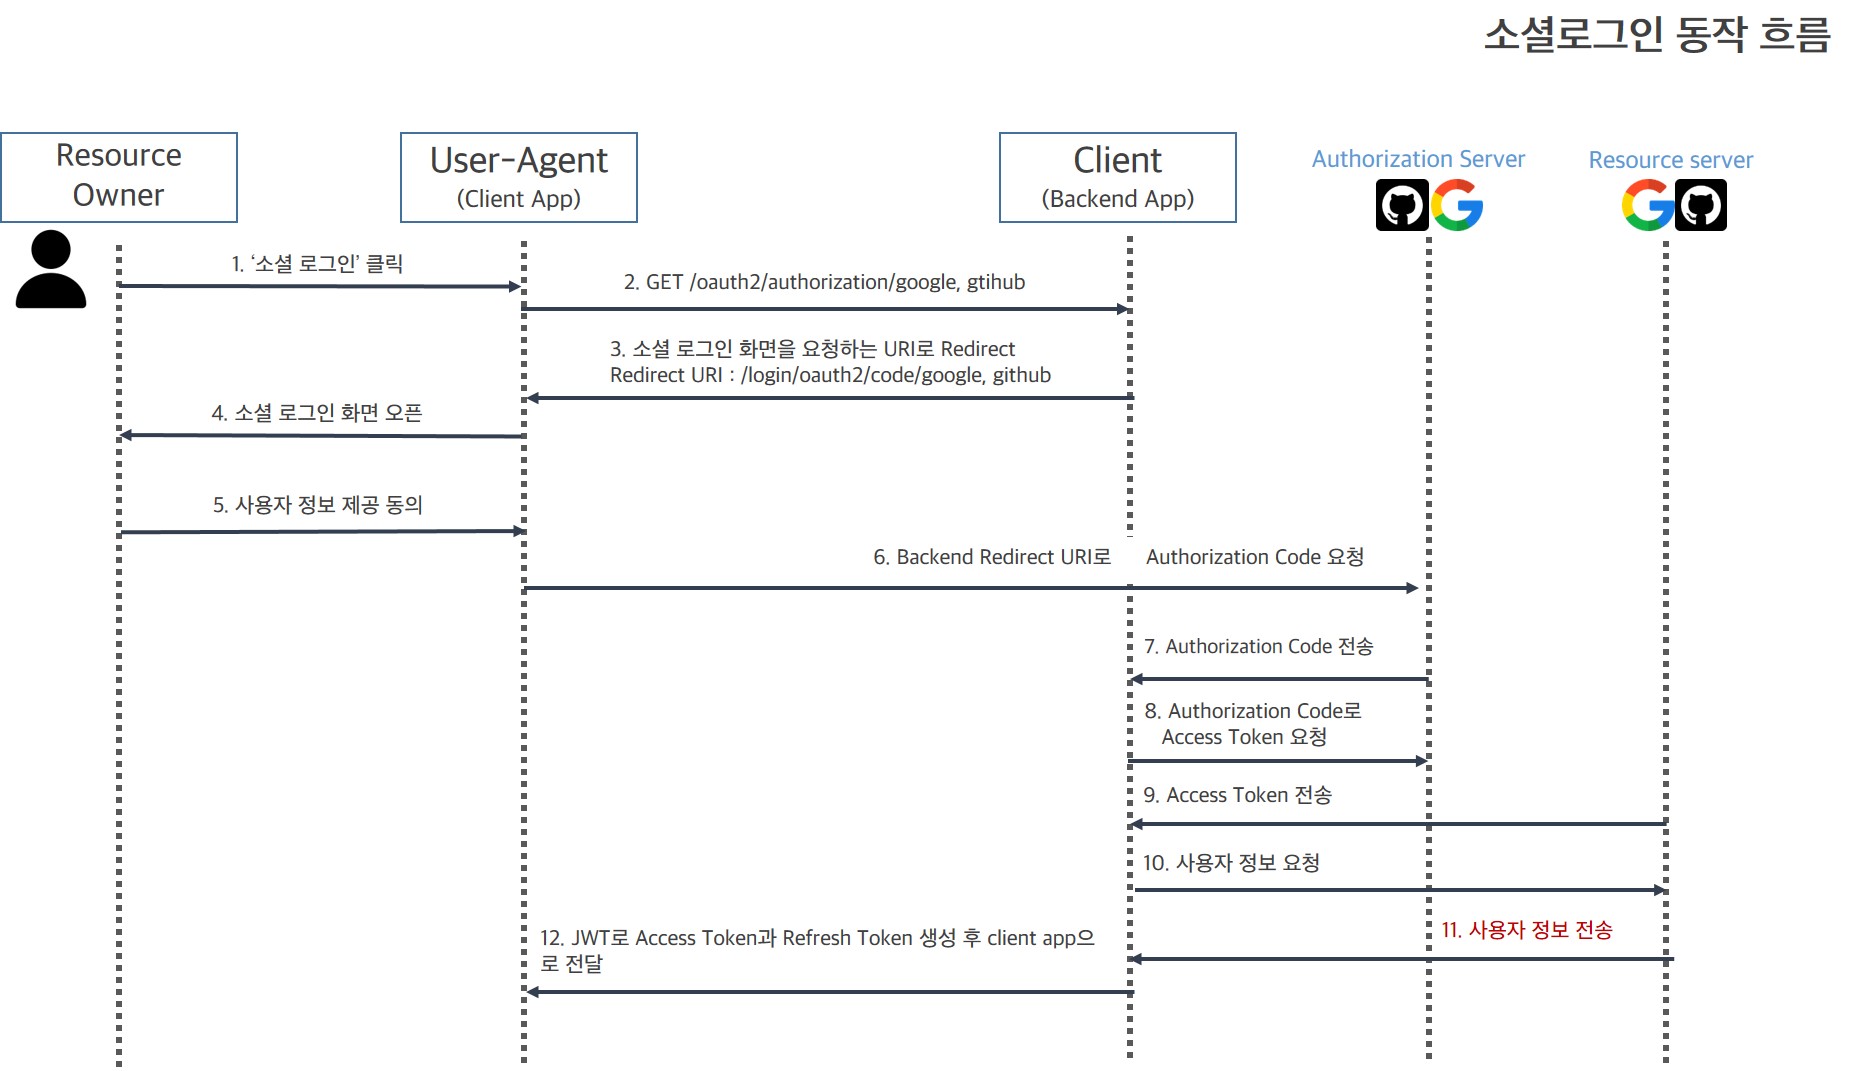 소셜로그인 동작 흐름
Resource
Owner
User-Agent
(Client App)
Client
(Backend App)
Authorization Server
Resource server
1. ‘소셜 로그인’ 클릭
2. GET /oauth2/authorization/google, gtihub
3. 소셜 로그인 화면을 요청하는 URI로 Redirect
Redirect URI : /login/oauth2/code/google, github
4. 소셜 로그인 화면 오픈
5. 사용자 정보 제공 동의
6. Backend Redirect URI로 Authorization Code 요청
7. Authorization Code 전송
8. Authorization Code로
Access Token 요청
9. Access Token 전송
10. 사용자 정보 요청
11. 사용자 정보 전송
12. JWT로 Access Token과 Refresh Token 생성 후 client app으
로 전달